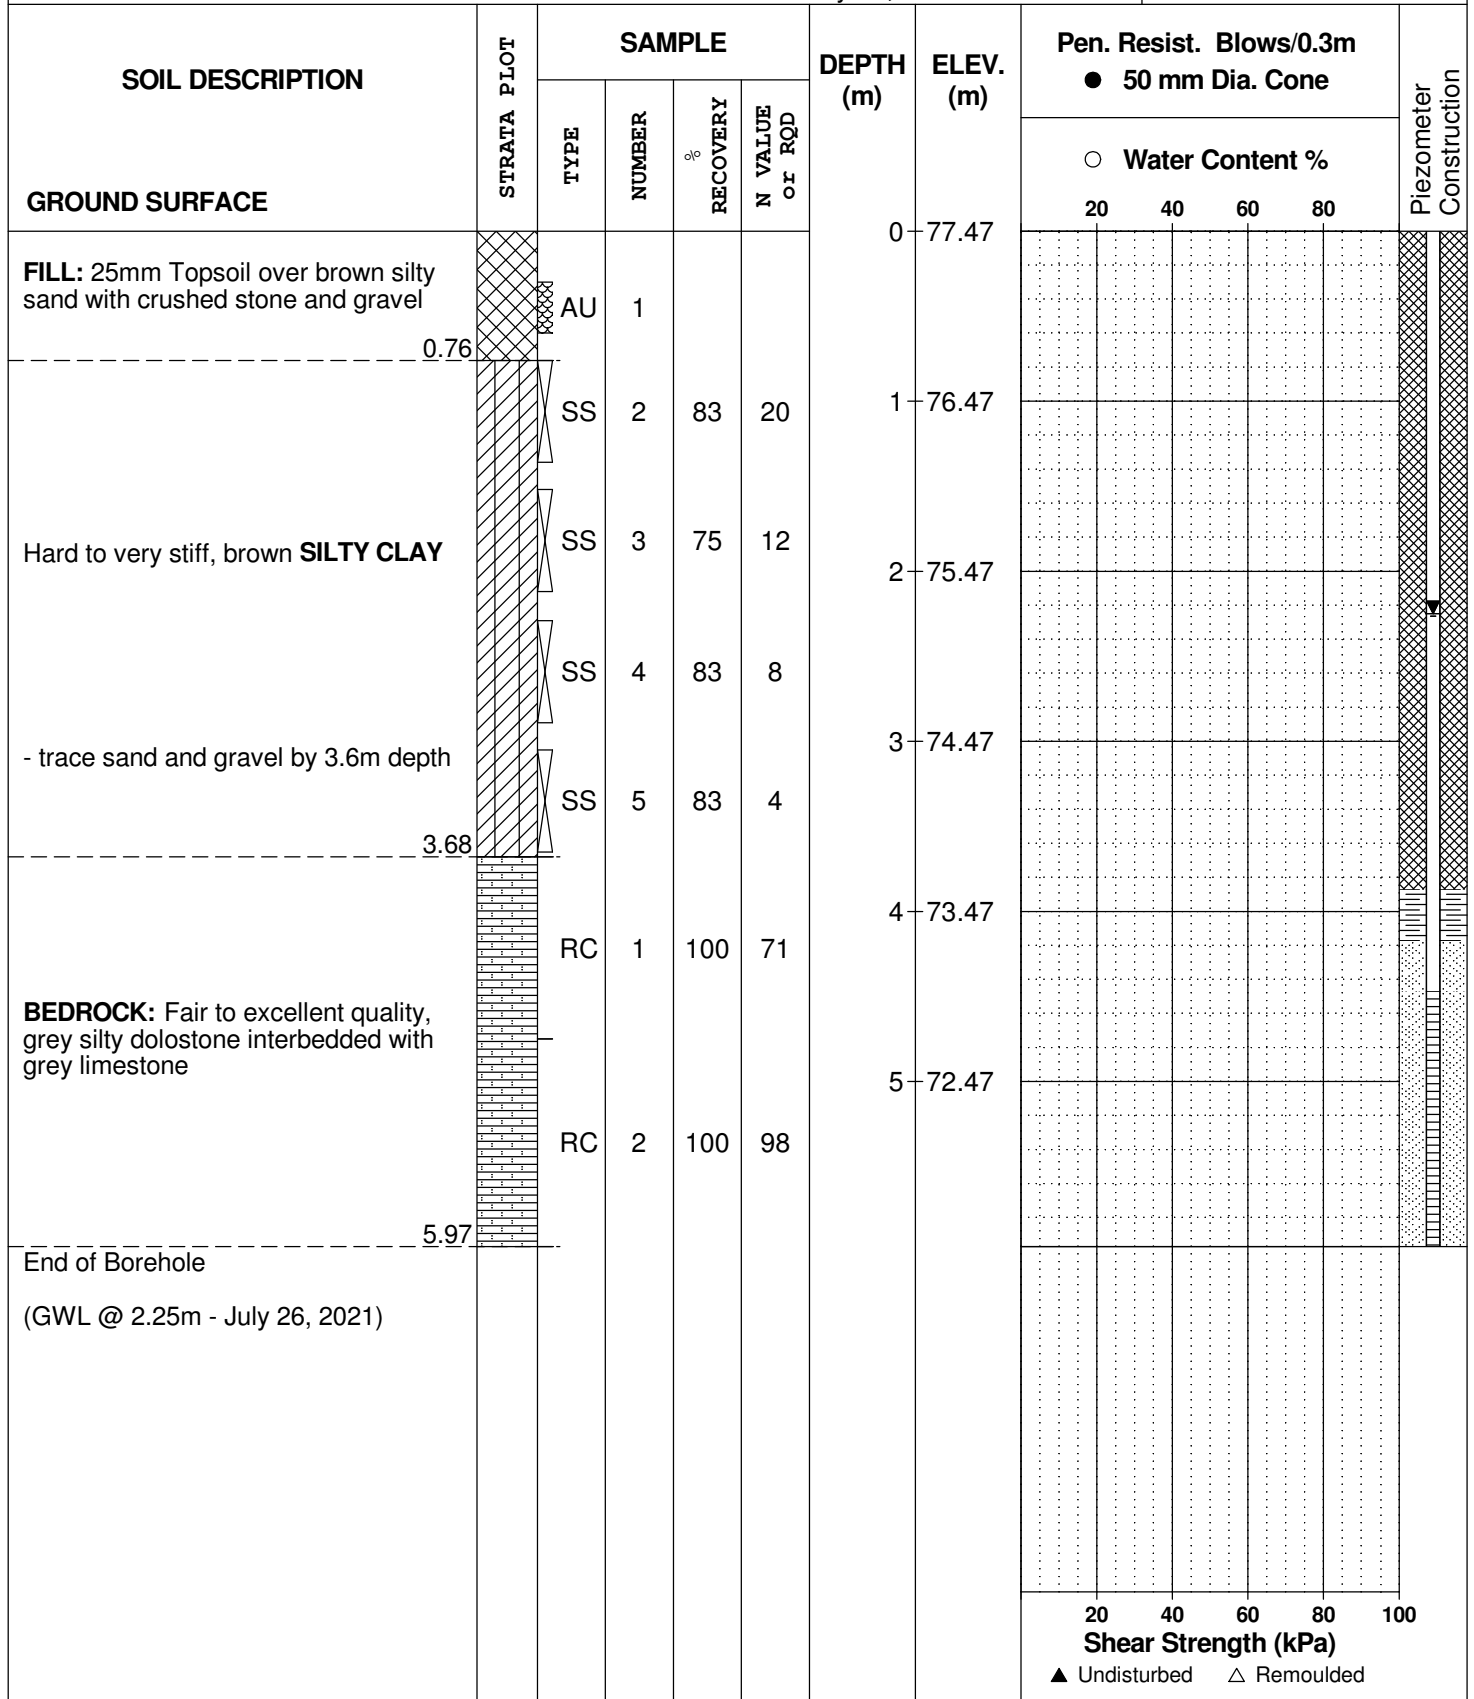 SOIL DESCRIPTION
GROUND SURFACE
STRATA PLOT
SAMPLE
TYPE
NUMBER
% RECOVERY
N VALUE or RQD
DEPTH (m)
ELEV. (m)
Pen. Resist. Blows/0.3m
● 50 mm Dia. Cone
○ Water Content %
20 40 60 80
Piezometer Construction
0 77.47
FILL: 25mm Topsoil over brown silty
sand with crushed stone and gravel
AU 1
0.76
SS 2 83 20
1 76.47
Hard to very stiff, brown SILTY CLAY
SS 3 75 12
2 75.47
SS 4 83 8
- trace sand and gravel by 3.6m depth
3 74.47
SS 5 83 4
3.68
4 73.47
RC 1 100 71
BEDROCK: Fair to excellent quality,
grey silty dolostone interbedded with
grey limestone
5 72.47
RC 2 100 98
5.97
End of Borehole
(GWL @ 2.25m - July 26, 2021)
20 40 60 80 100
Shear Strength (kPa)
▲ Undisturbed △ Remoulded